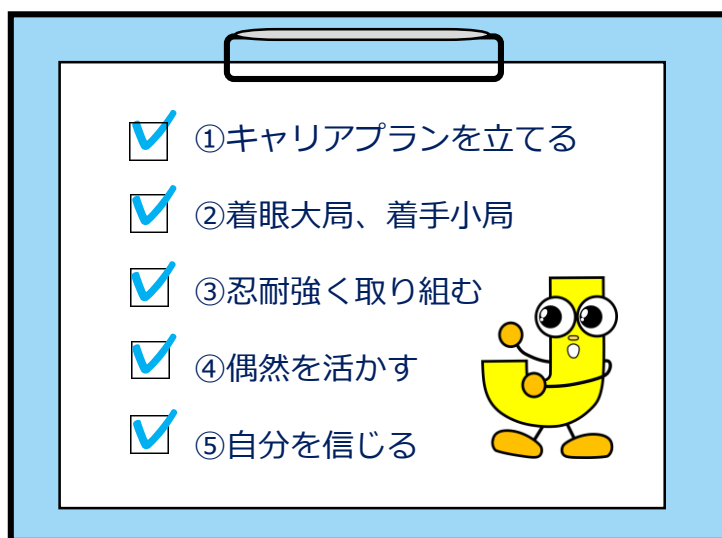 ①キャリアプランを立てる
②着眼大局、着手小局
③忍耐強く取り組む
④偶然を活かす
⑤自分を信じる